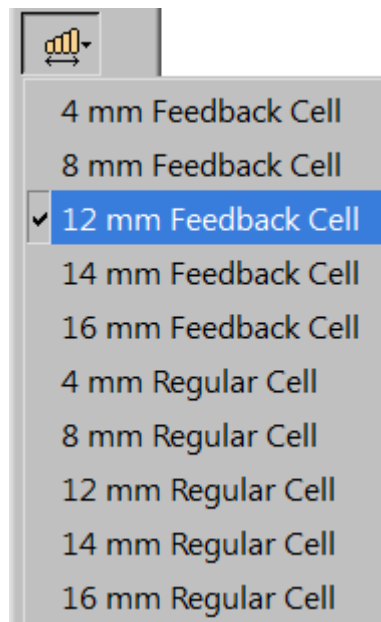 4 mm Feedback Cell
8 mm Feedback Cell
12 mm Feedback Cell
14 mm Feedback Cell
16 mm Feedback Cell
4 mm Regular Cell
8 mm Regular Cell
12 mm Regular Cell
14 mm Regular Cell
16 mm Regular Cell